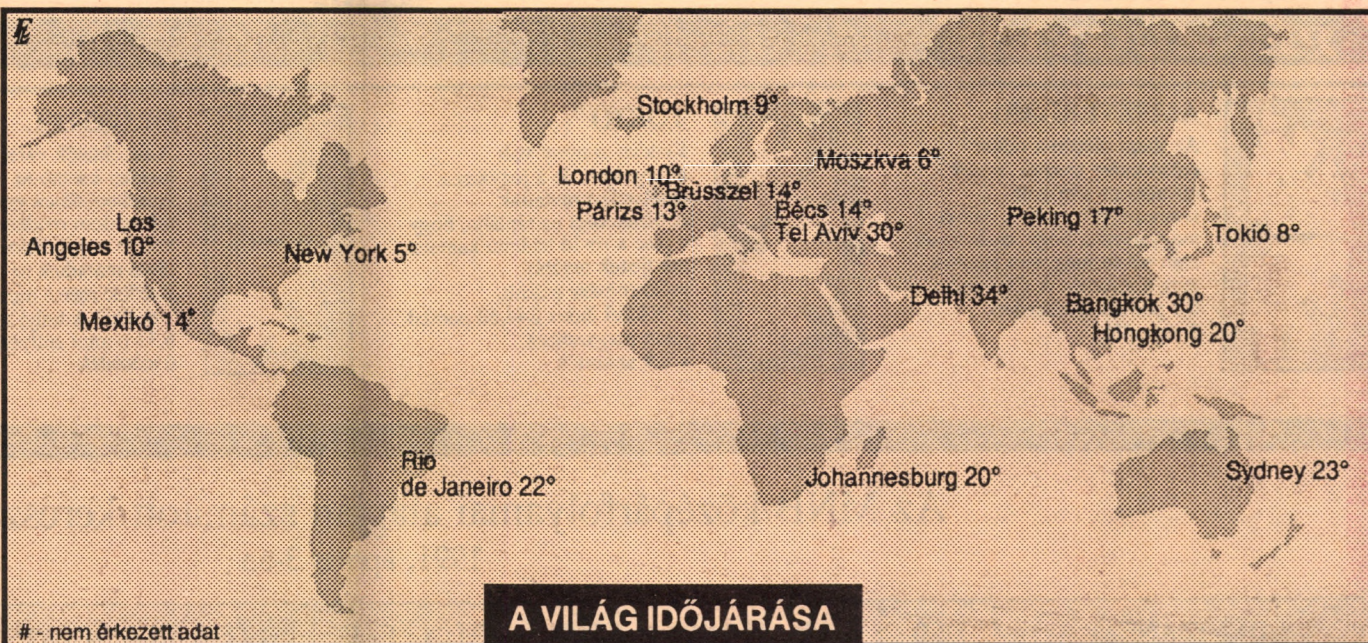 Stockholm 9°
Moszkva 6°
London 10°
Brüsszel 14°
Párizs 13°
Bécs 14°
Tel Aviv 30°
Peking 17°
Tokió 8°
Los
Angeles 10°
New York 5°
Delhi 34°
Bangkok 30°
Hongkong 20°
Mexikó 14°
Rio
de Janeiro 22°
Johannesburg 20°
Sydney 23°
A VILÁG IDŐJÁRÁSA
# - nem érkezett adat